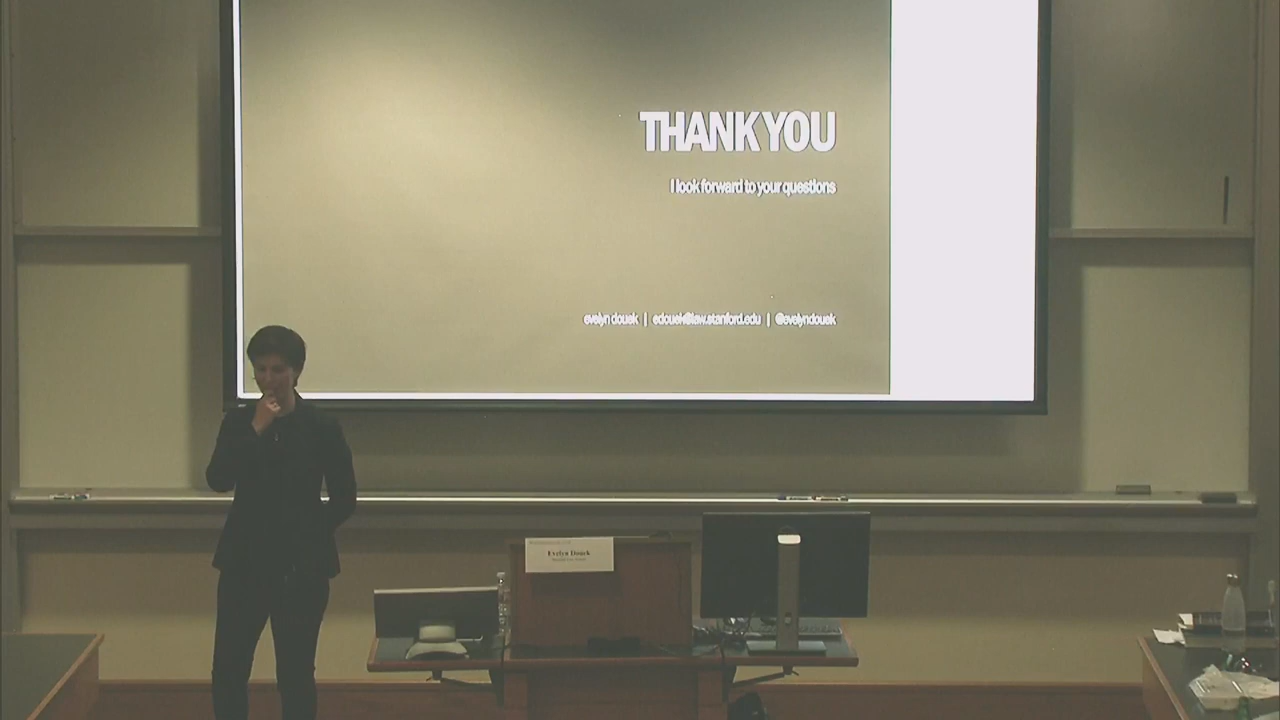 THANK YOU
I look forward to your questions
evelyn douek | edouek@law.stanford.edu | @evelyndouek
Evelyn Douek